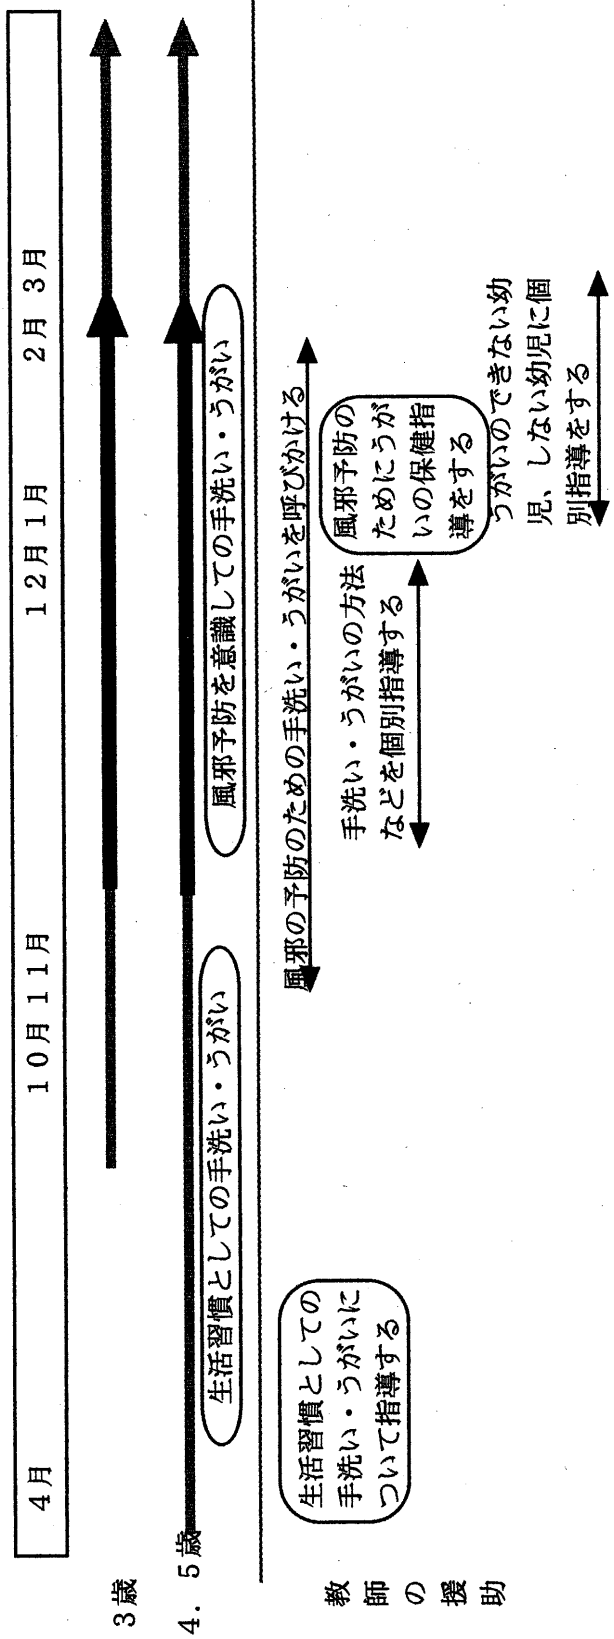 4月
10月 11月
12月 1月
2月 3月
3歳
4．5歳
生活習慣としての手洗い・うがい
風邪予防を意識しての手洗い・うがい
教師の援助
生活習慣としての
手洗い・うがいに
ついて指導する
風邪の予防のための手洗い・うがいを呼びかける
手洗い・うがいの方法
などを個別指導する
風邪予防の
ためにうが
いの保健指
導をする
うがいのできない幼
児、しない幼児に個
別指導をする